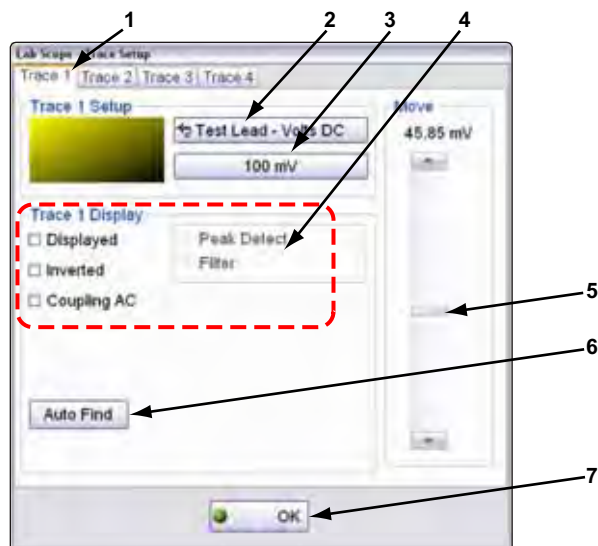 1 2 3 4
Lab Scope - Trace Setup
Trace 1 Trace 2 Trace 3 Trace 4
Trace 1 Setup
Move
Test Lead - Volts DC
45.85 mV
100 mV
Trace 1 Display
Displayed
Peak Detect
Inverted
Filter
Coupling AC
5
6
Auto Find
7
OK